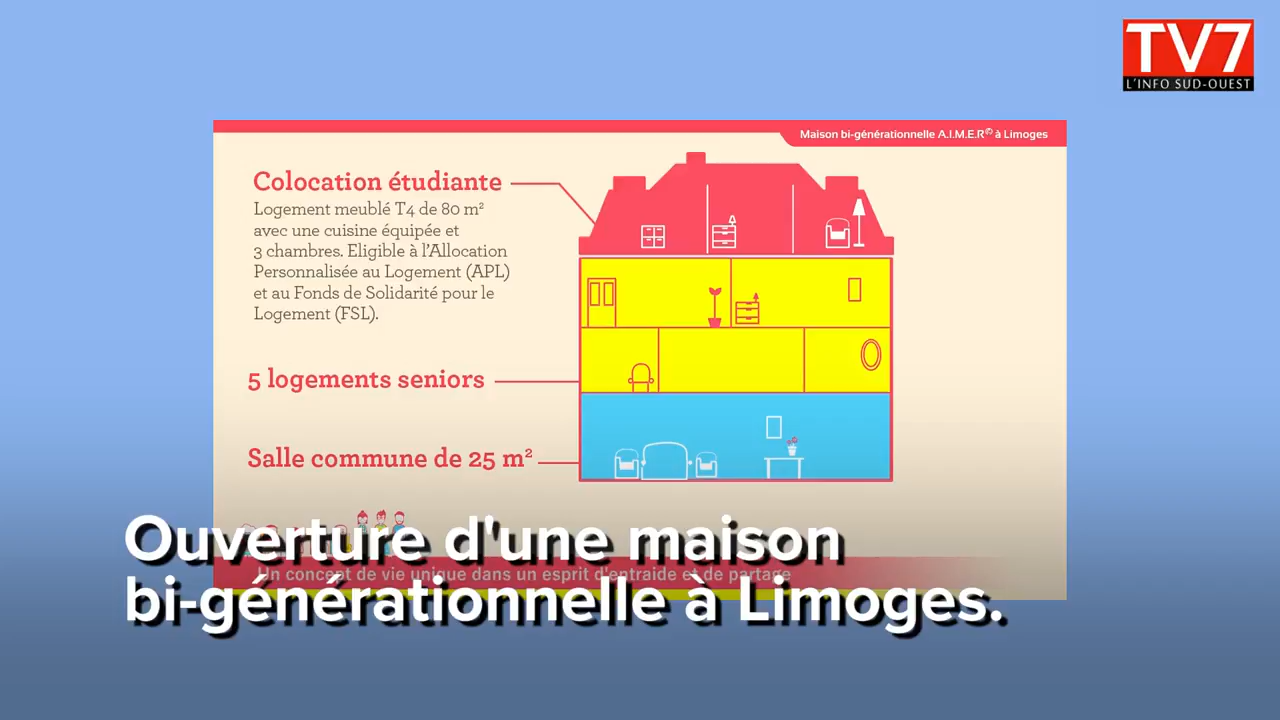 TV7
L'INFO SUD-OUEST
Maison bi-générationnelle A.I.M.E.R© à Limoges
Colocation étudiante
Logement meublé T4 de 80 m²
avec une cuisine équipée et
3 chambres. Eligible à l'Allocation
Personnalisée au Logement (APL)
et au Fonds de Solidarité pour le
Logement (FSL).
5 logements seniors
Salle commune de 25 m²
Ouverture d'une maison
Un concept de vie unique dans un esprit d'entraide et de partage
bi-générationnelle à Limoges.